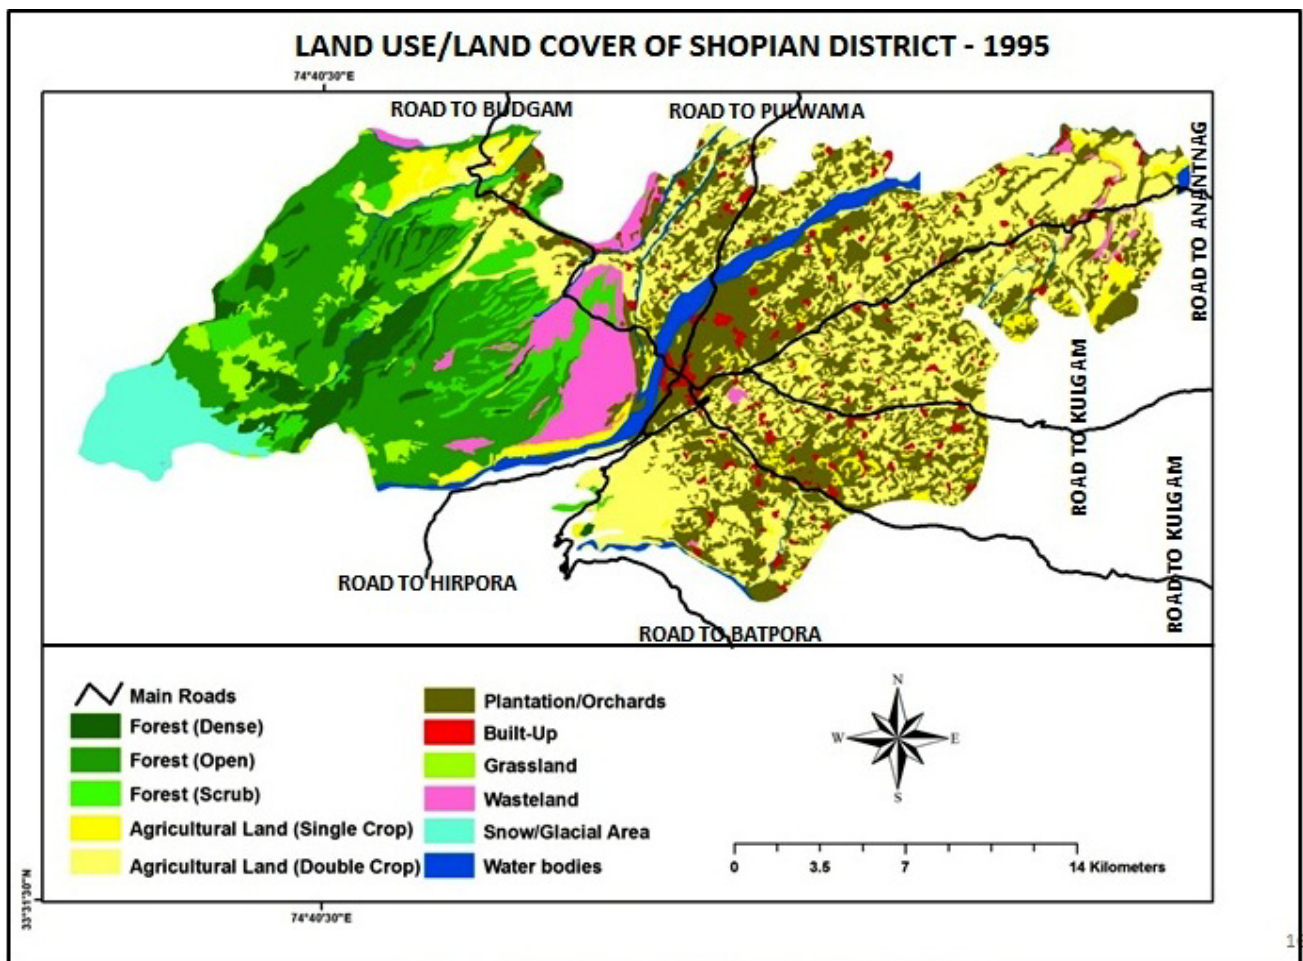 LAND USE/LAND COVER OF SHOPIAN DISTRICT - 1995
74°40'30"E
ROAD TO BUDGAM
ROAD TO PULWAMA
ROAD TO ANANTNAG
ROAD TO KULGAM
ROAD TO KULGAM
ROAD TO HIRPORA
ROAD TO BATPORA
Main Roads
Forest (Dense)
Forest (Open)
Forest (Scrub)
Agricultural Land (Single Crop)
Agricultural Land (Double Crop)
Plantation/Orchards
Built-Up
Grassland
Wasteland
Snow/Glacial Area
Water bodies
N
W
E
S
0 3.5 7 14 Kilometers
74°40'30"E